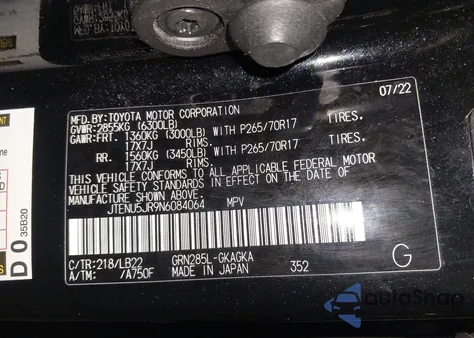 MFD.BY:TOYOTA MOTOR CORPORATION 07/22
GVWR:2855KG (6300LB)
GAWR:FRT. 1360KG (3000LB) WITH P265/70R17 TIRES.
17X7J RIMS.
RR. 1560KG (3450LB) WITH P265/70R17 TIRES.
17X7J RIMS.
THIS VEHICLE CONFORMS TO ALL APPLICABLE FEDERAL MOTOR
VEHICLE SAFETY STANDARDS IN EFFECT ON THE DATE OF
MANUFACTURE SHOWN ABOVE.
JTENU5JR9N6084064 MPV
C/TR:218/LB22 GRN285L-GKAGKA
A/TM: /A750F MADE IN JAPAN 352
G
D0
35B20
autoSnap